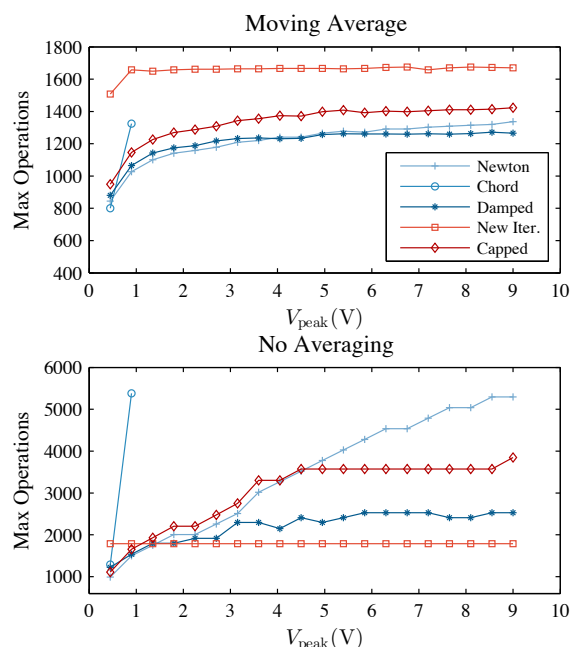 Moving Average
1800
1600
1400
1200
1000
800
600
400
Max Operations
Newton
Chord
Damped
New Iter.
Capped
0 1 2 3 4 5 6 7 8 9 10
V_peak(V)
No Averaging
6000
5000
4000
3000
2000
1000
Max Operations
0 1 2 3 4 5 6 7 8 9 10
V_peak(V)